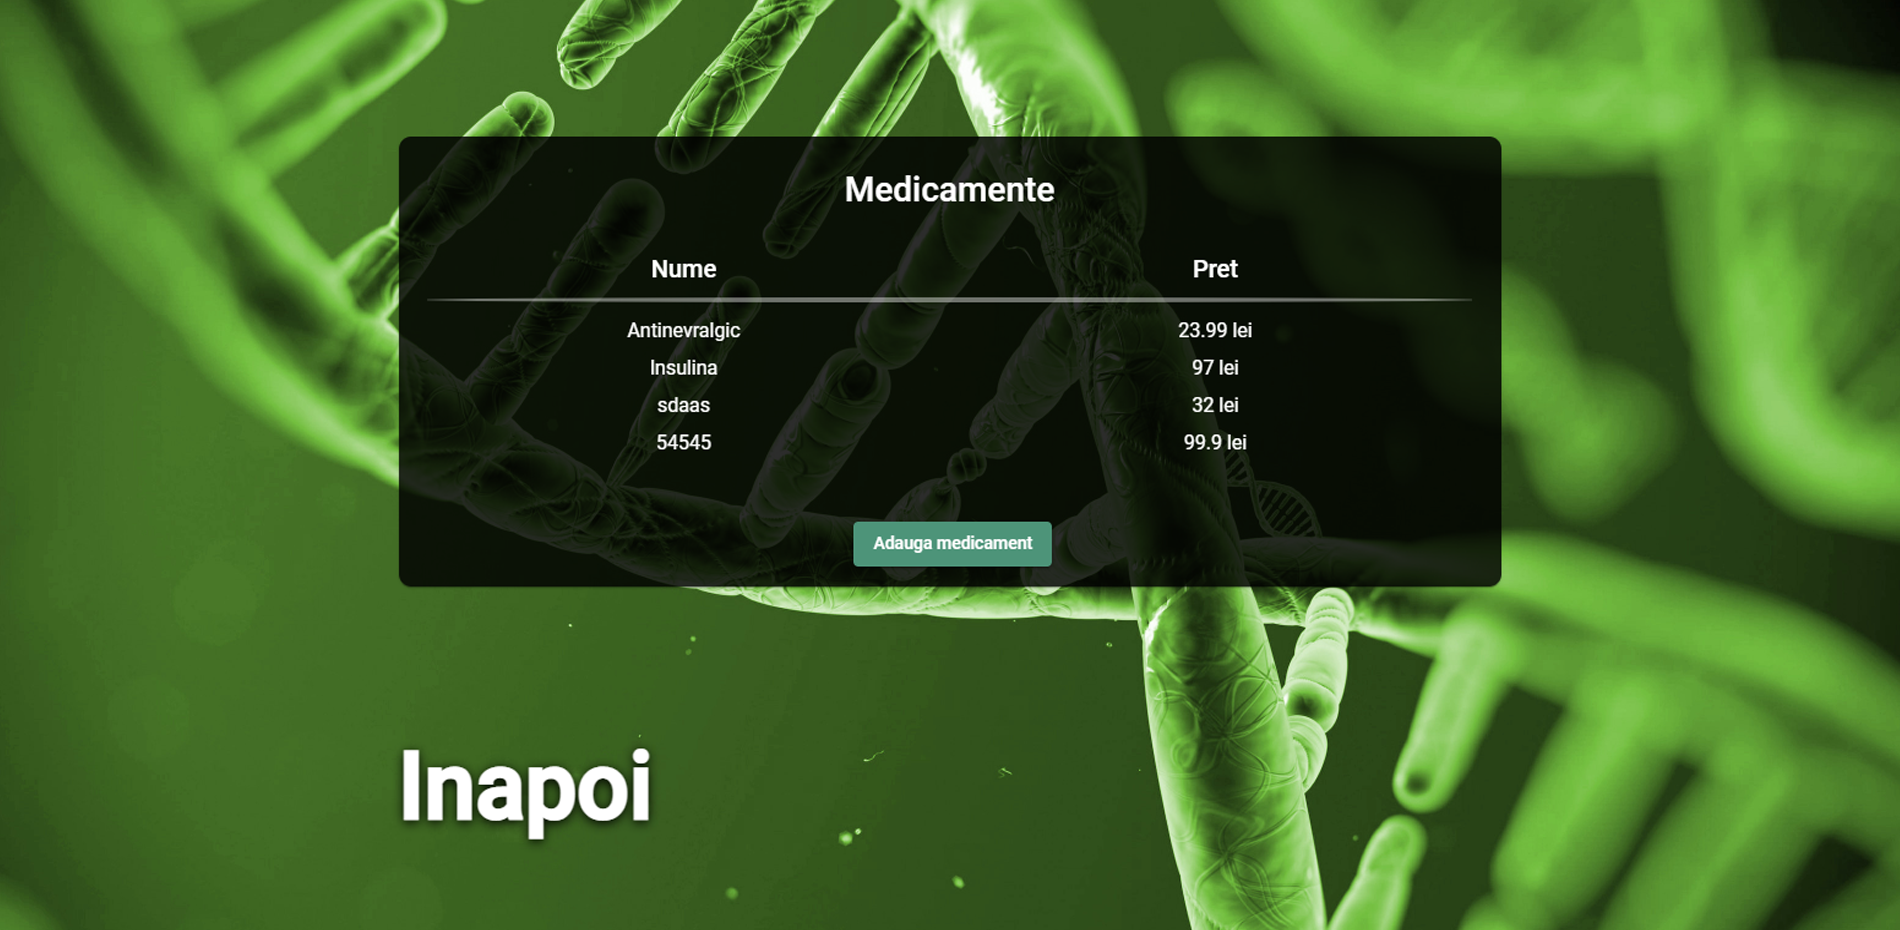 Medicamente
Nume Pret
Antinevralgic 23.99 lei
Insulina 97 lei
sdaas 32 lei
54545 99.9 lei
Adauga medicament
Inapoi